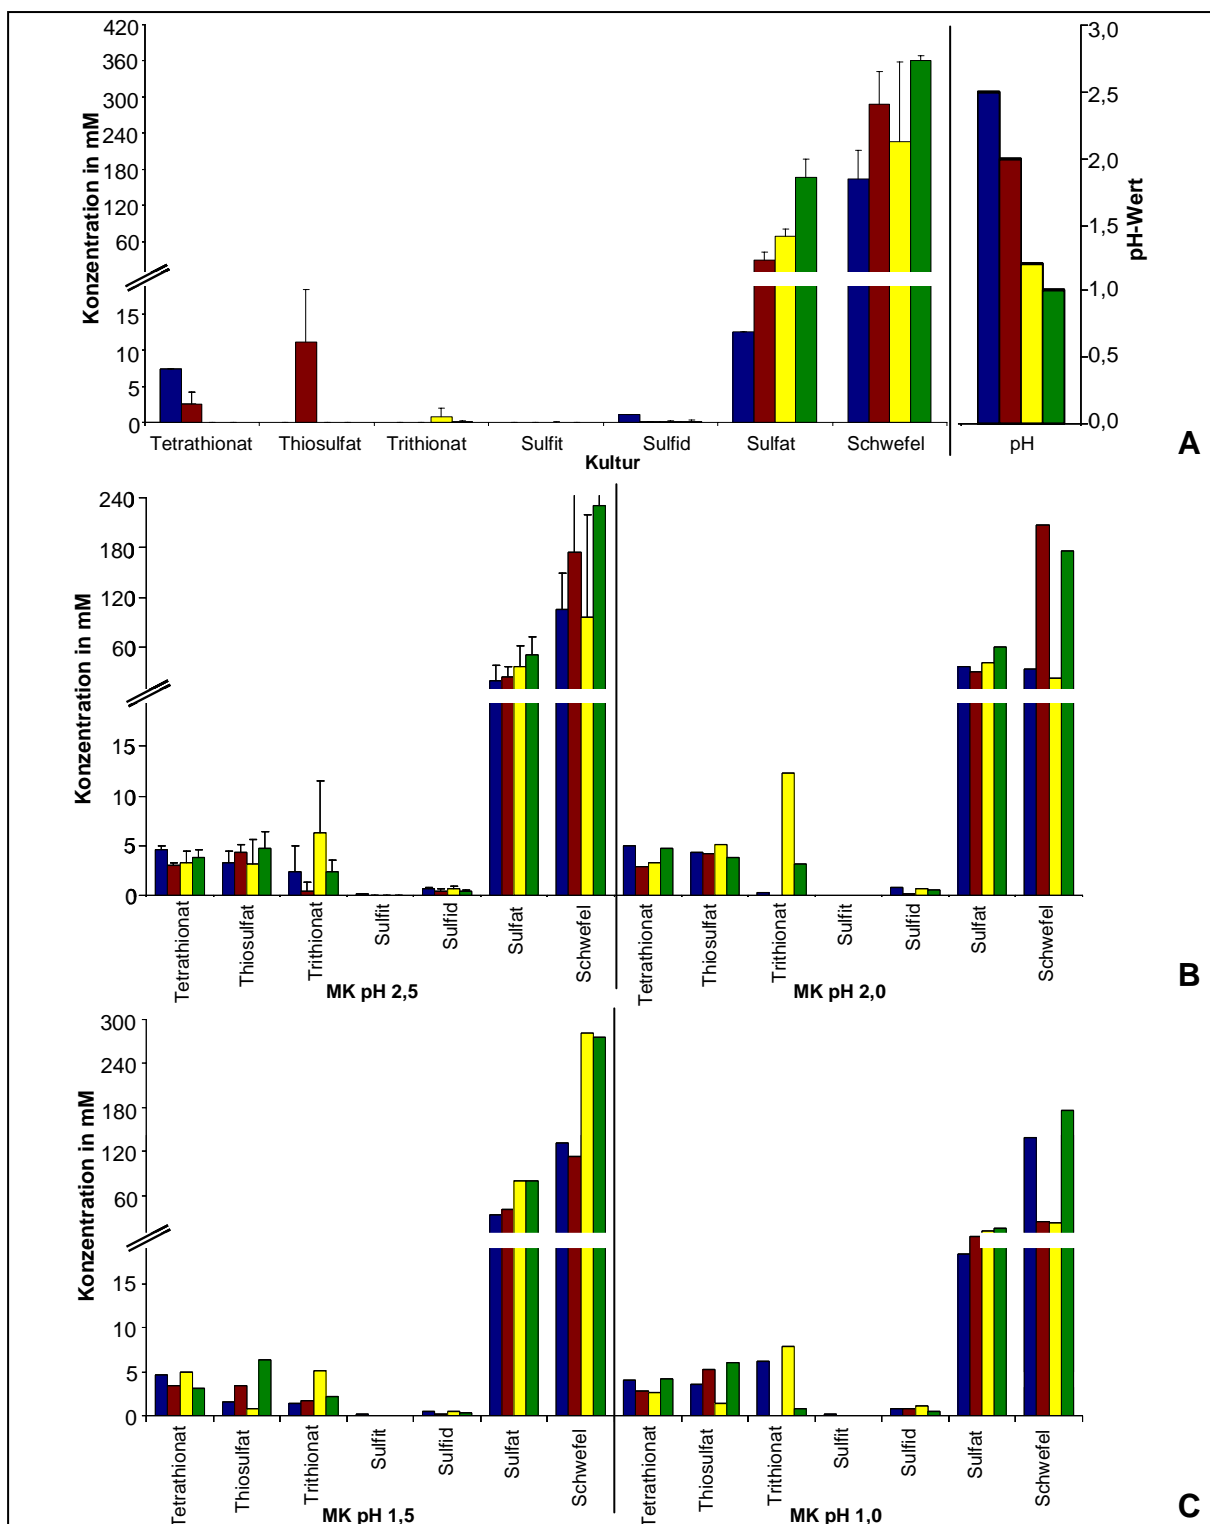 Konzentration in mM
420
360
300
240
180
120
60
15
10
5
0
3,0
2,5
2,0
1,5
1,0
0,5
0,0
pH-Wert
Tetrathionat Thiosulfat Trithionat Sulfit Sulfid Sulfat Schwefel pH
Kultur
A
Konzentration in mM
240
180
120
60
15
10
5
0
Tetrathionat Thiosulfat Trithionat Sulfit Sulfid Sulfat Schwefel Tetrathionat Thiosulfat Trithionat Sulfit Sulfid Sulfat Schwefel
MK pH 2,5 MK pH 2,0
B
Konzentration in mM
300
240
180
120
60
15
10
5
0
Tetrathionat Thiosulfat Trithionat Sulfit Sulfid Sulfat Schwefel Tetrathionat Thiosulfat Trithionat Sulfit Sulfid Sulfat Schwefel
MK pH 1,5 MK pH 1,0
C